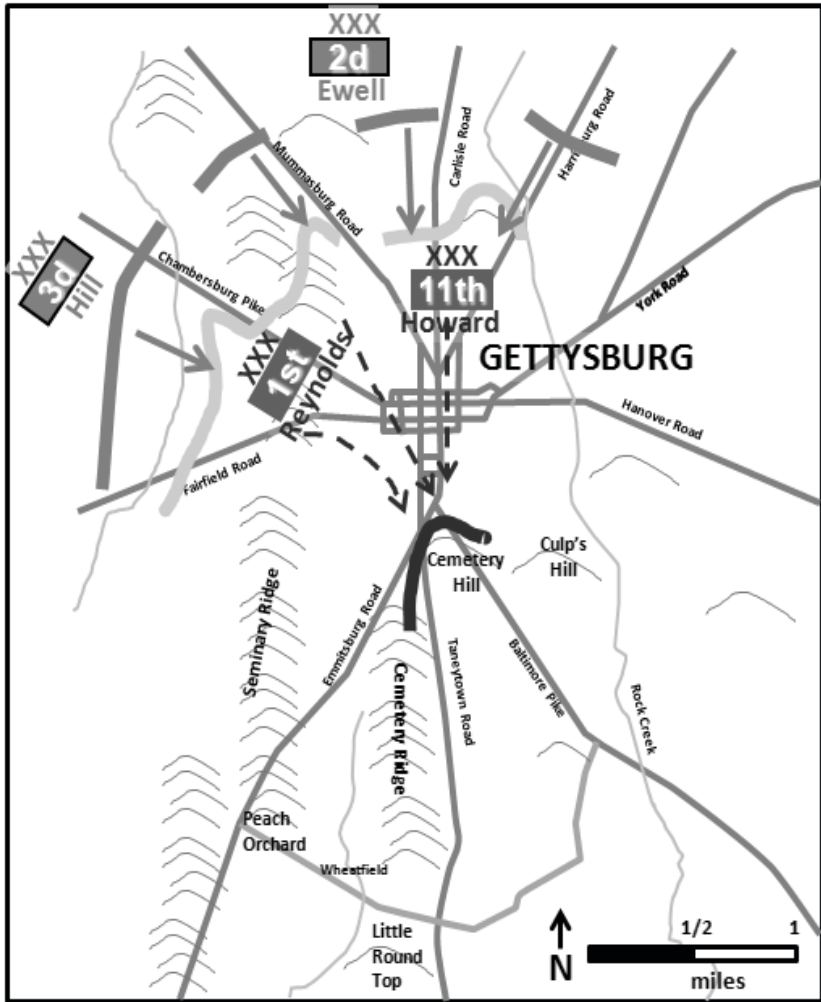 XXX
2d
Ewell
Carlisle Road
Harrisburg Road
Mummasburg Road
XXX
3d
Hill
Chambersburg Pike
XXX
11th
Howard
York Road
XXX
1st
Reynolds
GETTYSBURG
Hanover Road
Fairfield Road
Cemetery
Hill
Culp's
Hill
Seminary Ridge
Emmitsburg Road
Cemetery Ridge
Taneytown Road
Baltimore Pike
Rock Creek
Peach
Orchard
Wheatfield
Little
Round
Top
N
1/2
1
miles